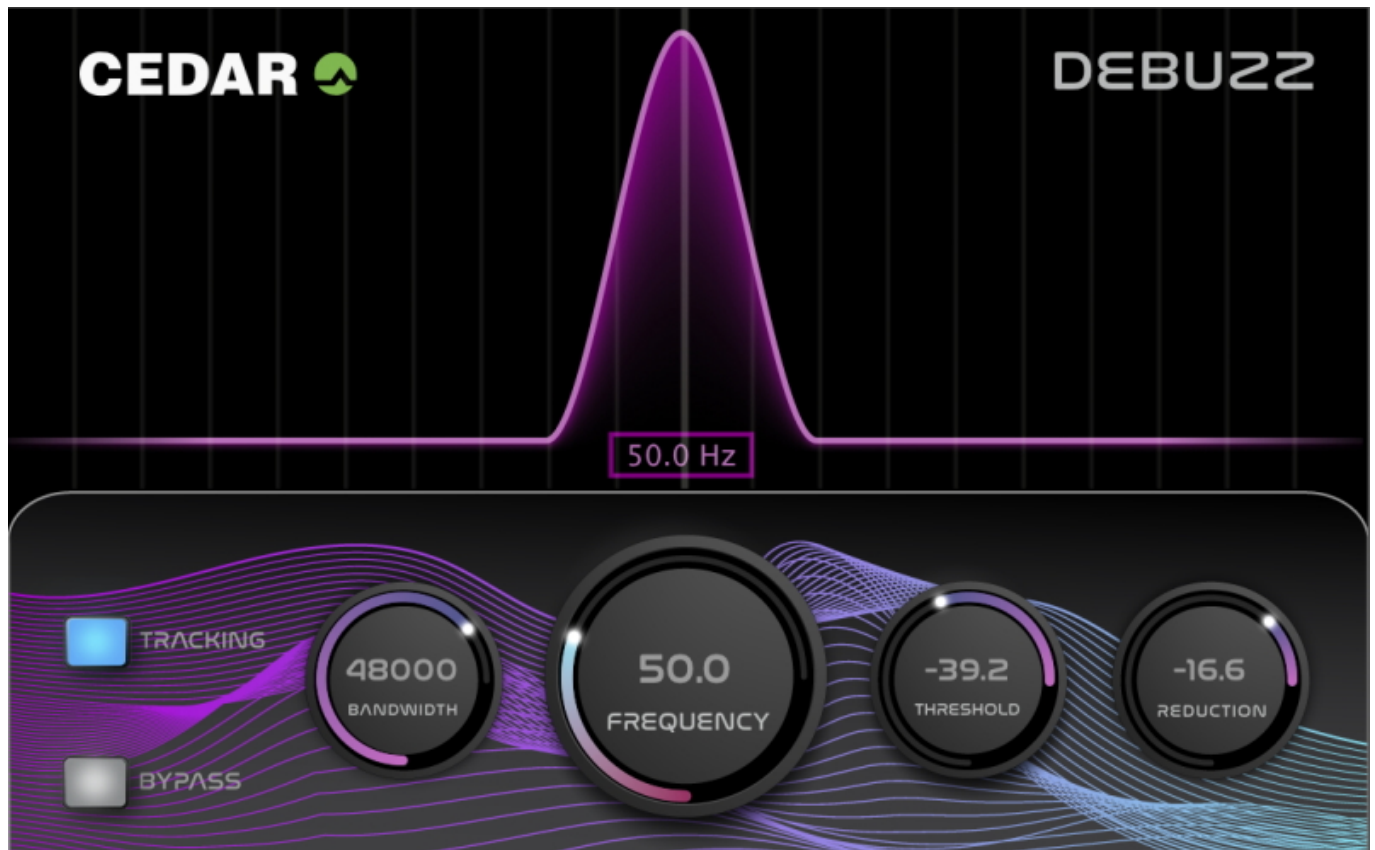 CEDAR
DEBUZZ
50.0 Hz
TRACKING
BYPASS
48000
BANDWIDTH
50.0
FREQUENCY
-39.2
THRESHOLD
-16.6
REDUCTION